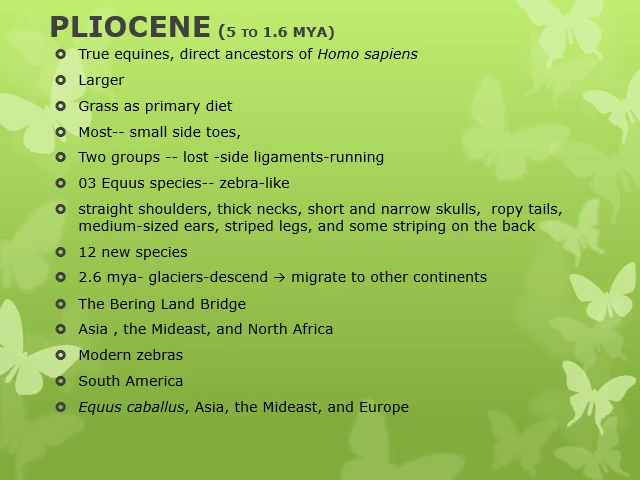 PLIOCENE (5 TO 1.6 MYA)
True equines, direct ancestors of Homo sapiens
Larger
Grass as primary diet
Most-- small side toes,
Two groups -- lost -side ligaments-running
03 Equus species-- zebra-like
straight shoulders, thick necks, short and narrow skulls,  ropy tails,
medium-sized ears, striped legs, and some striping on the back
12 new species
2.6 mya- glaciers-descend → migrate to other continents
The Bering Land Bridge
Asia , the Mideast, and North Africa
Modern zebras
South America
Equus caballus, Asia, the Mideast, and Europe